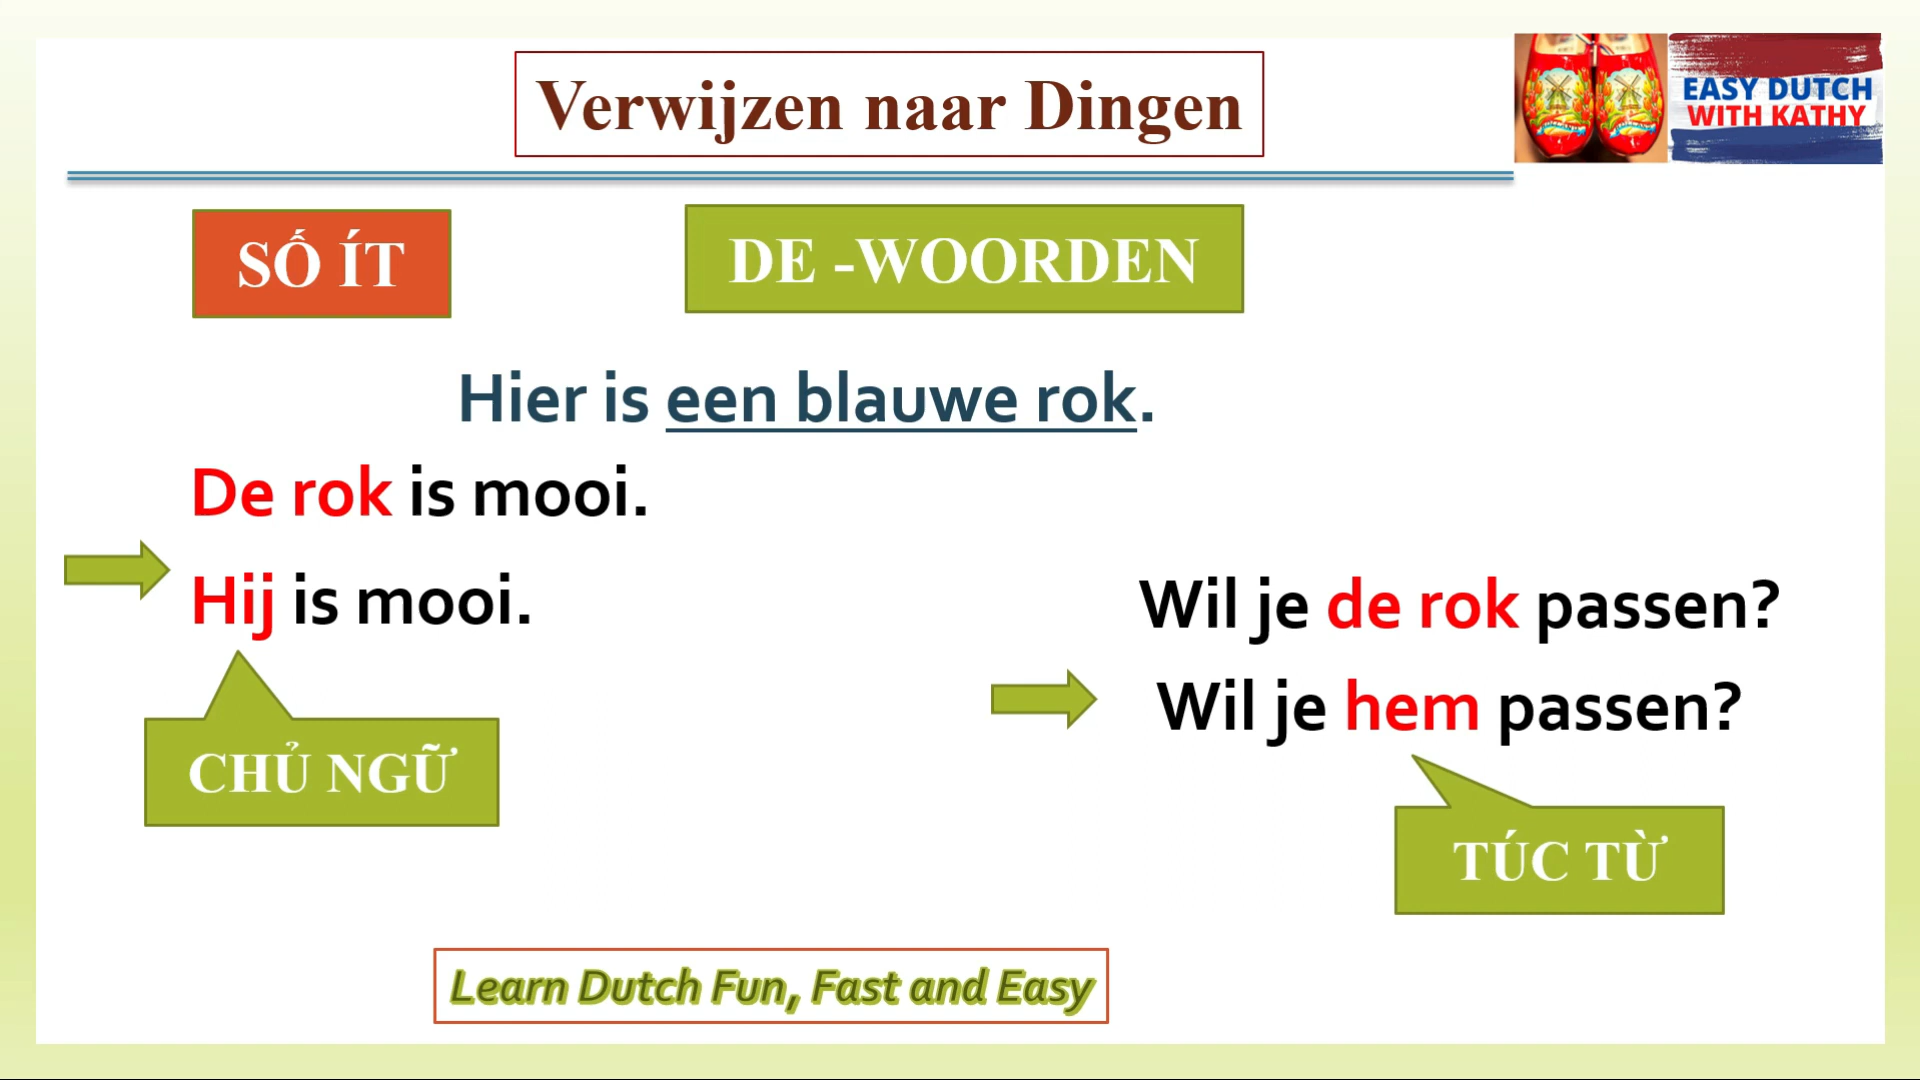 Verwijzen naar Dingen
EASY DUTCH
WITH KATHY
SỐ ÍT
DE -WOORDEN
Hier is een blauwe rok.
De rok is mooi.
Hij is mooi.
Wil je de rok passen?
Wil je hem passen?
CHỦ NGỮ
TÚC TỪ
Learn Dutch Fun, Fast and Easy